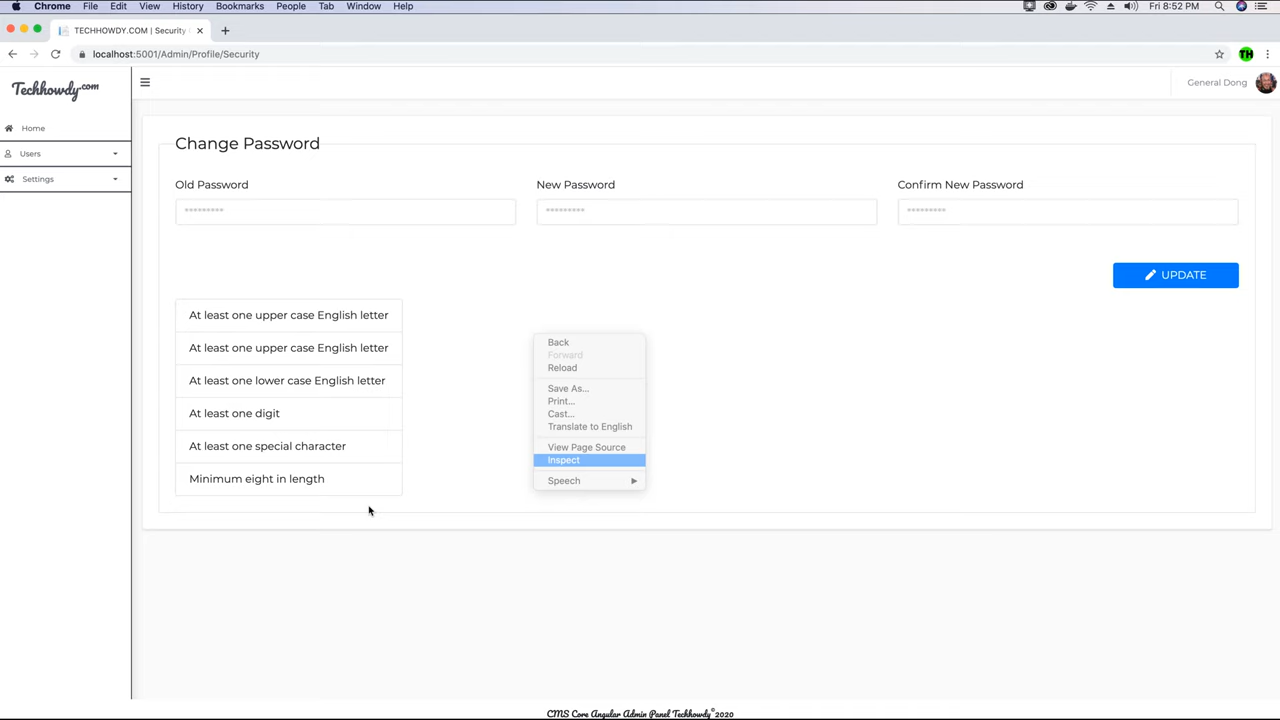 Chrome File Edit View History Bookmarks People Tab Window Help Fri 8:52 PM
TECHHOWDY.COM | Security
localhost:5001/Admin/Profile/Security
TH
Techhowdy.com
General Dong
Home
Users
Settings
Change Password
Old Password New Password Confirm New Password
********* ********* *********
UPDATE
At least one upper case English letter
At least one upper case English letter
At least one lower case English letter
At least one digit
At least one special character
Minimum eight in length
Back
Forward
Reload
Save As...
Print...
Cast...
Translate to English
View Page Source
Inspect
Speech
CMS Core Angular Admin Panel Techhowdy©2020